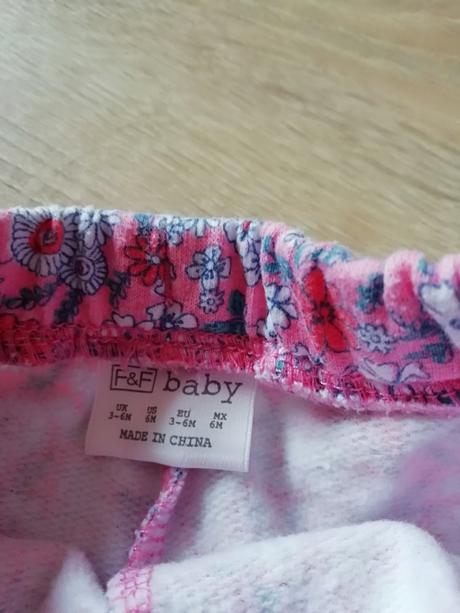 F&F baby
UK US EU MX
3-6M 6M 3-6M 6M
MADE IN CHINA